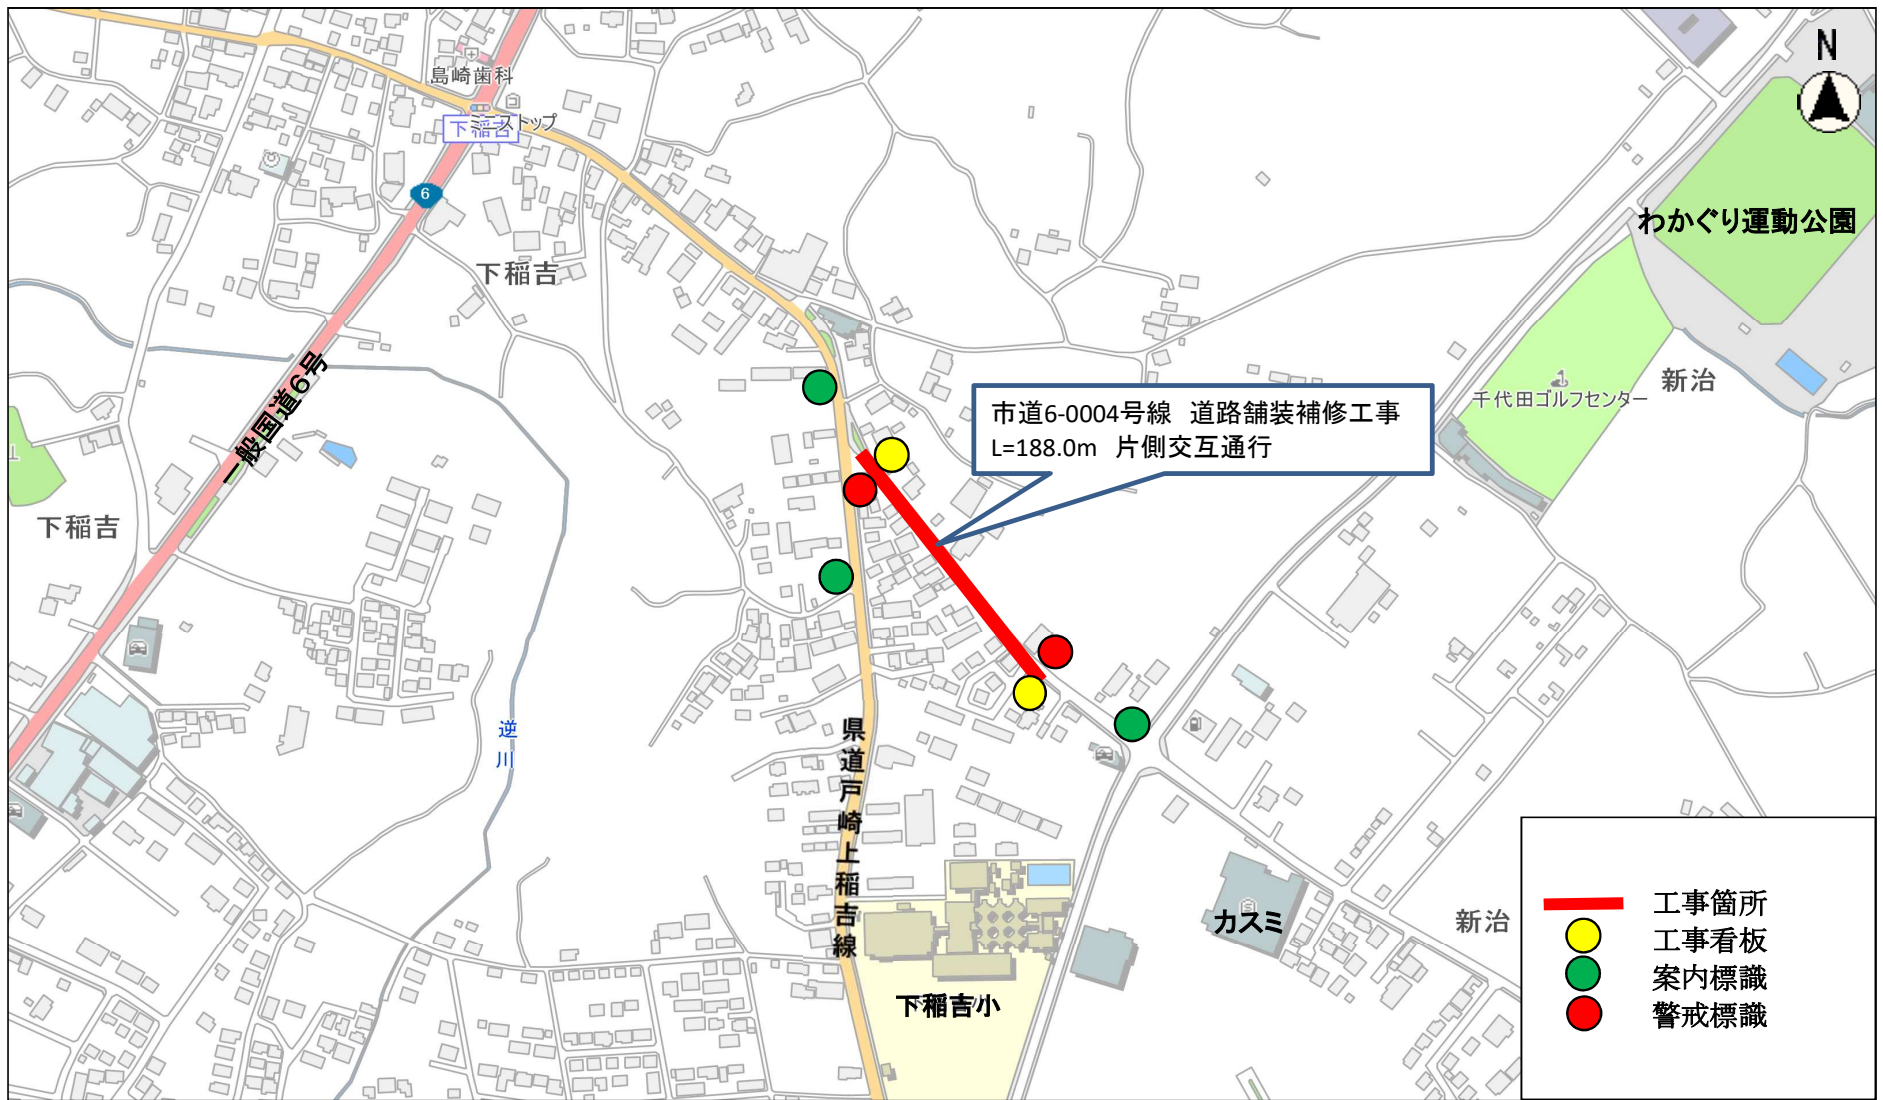 島崎歯科
N
ミニストップ
下稲吉
6
わかぐり運動公園
下稲吉
一般国道6号
新治
千代田ゴルフセンター
市道6-0004号線 道路舗装補修工事
L=188.0m 片側交互通行
下稲吉
逆川
県道戸崎上稲吉線
カスミ
新治
下稲吉小
工事箇所
工事看板
案内標識
警戒標識